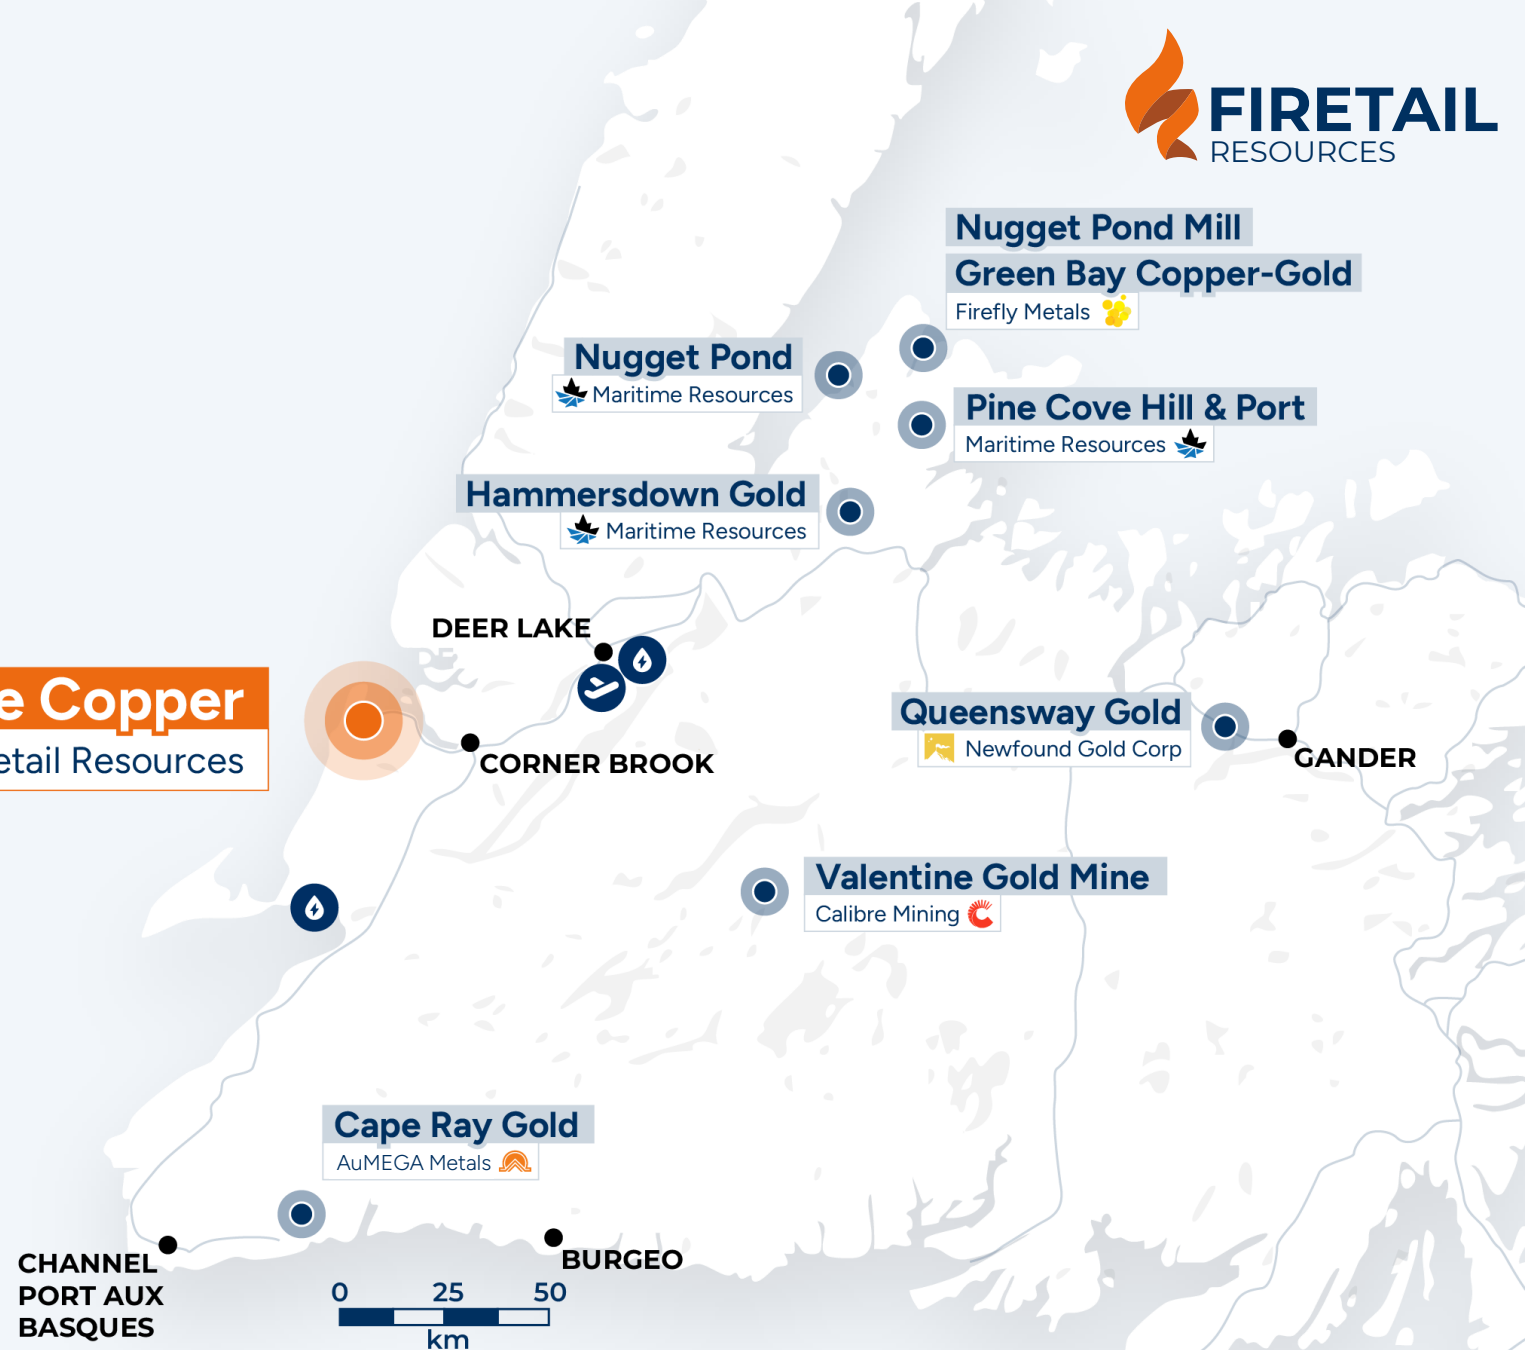 FIRETAIL
RESOURCES
Nugget Pond Mill
Green Bay Copper-Gold
Firefly Metals
Nugget Pond
Maritime Resources
Pine Cove Hill & Port
Maritime Resources
Hammersdown Gold
Maritime Resources
DEER LAKE
e Copper
etail Resources
CORNER BROOK
Queensway Gold
Newfound Gold Corp
GANDER
Valentine Gold Mine
Calibre Mining
Cape Ray Gold
AuMEGA Metals
CHANNEL
PORT AUX
BASQUES
BURGEO
0 25 50
km